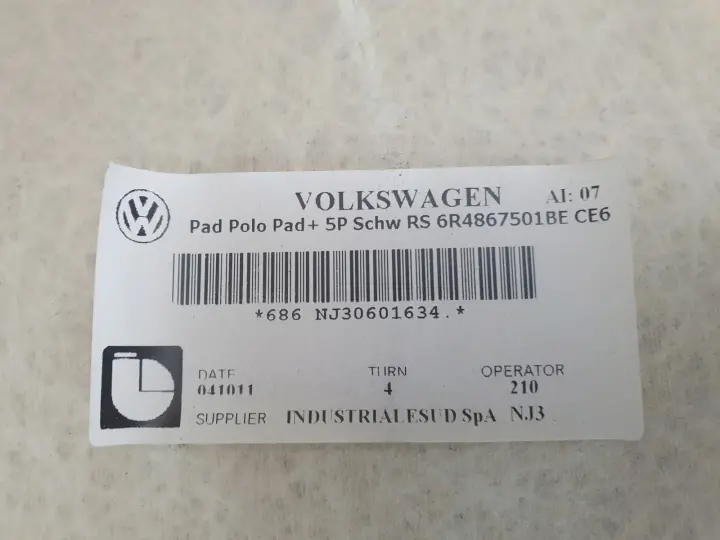 VOLKSWAGEN AI: 07
Pad Polo Pad+ 5P Schw RS 6R4867501BE CE6
*686 NJ30601634.*
DATE TURN OPERATOR
041011 4 210
SUPPLIER INDUSTRIALESUD SpA NJ3